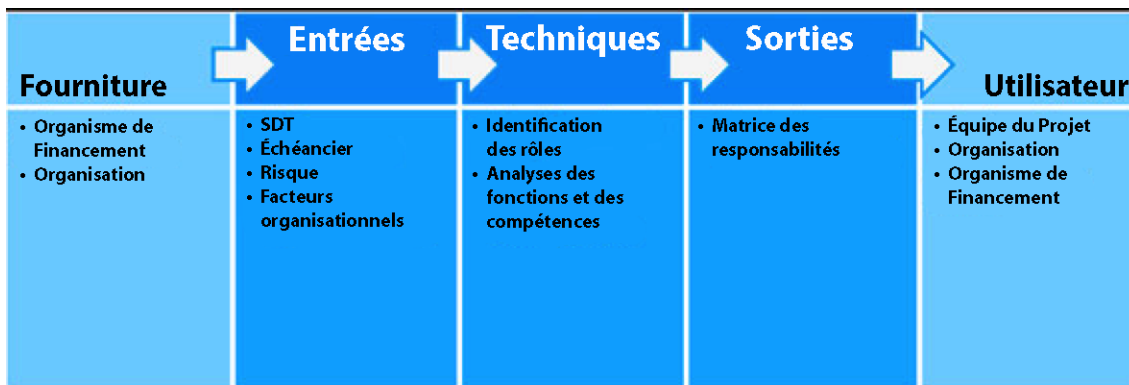 Fourniture
Entrées
Techniques
Sorties
Utilisateur
• Organisme de
Financement
• Organisation
• SDT
• Échéancier
• Risque
• Facteurs
organisationnels
• Identification
des rôles
• Analyses des
fonctions et des
compétences
• Matrice des
responsabilités
• Équipe du Projet
• Organisation
• Organisme de
Financement